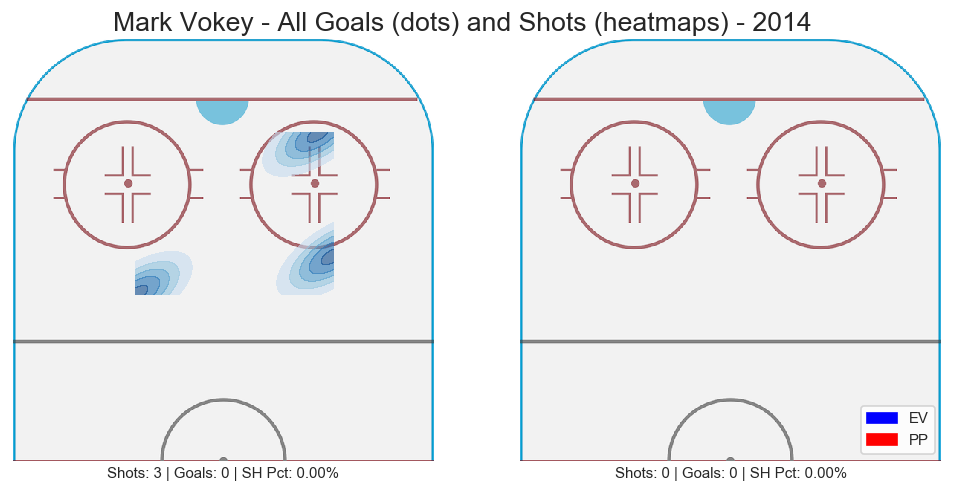 Mark Vokey - All Goals (dots) and Shots (heatmaps) - 2014
EV
PP
Shots: 3 | Goals: 0 | SH Pct: 0.00%
Shots: 0 | Goals: 0 | SH Pct: 0.00%